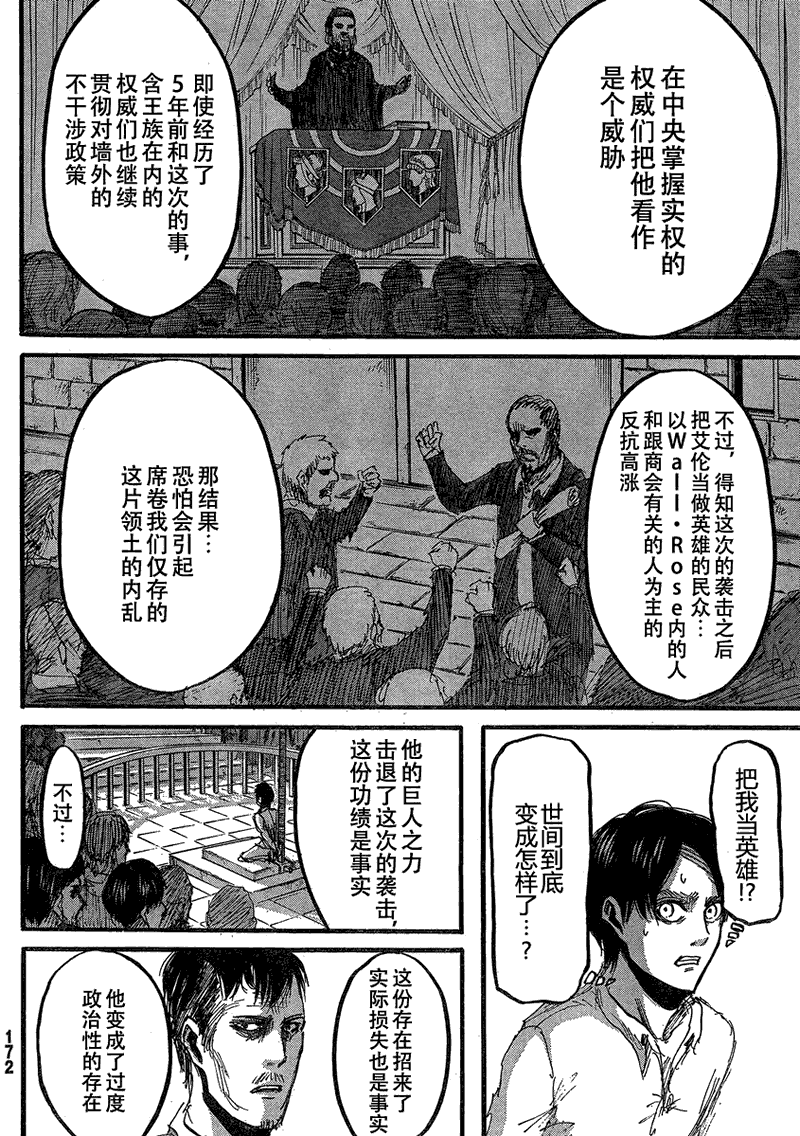 在中央掌握实权的
权威们把他看作
是个威胁
即使经历了
5年前和这次的事,
含王族在内的
权威们也继续
贯彻对墙外的
不干涉政策
不过, 得知这次的袭击之后
把艾伦当做英雄的民众…
以Wall・Rose内的人
和跟商会有关的人为主的
反抗高涨
那结果…
恐怕会引起
席卷我们仅存的
这片领土的内乱
把我当英雄!?
世间到底
变成怎样
了…?
他的巨人之力
击退了这次的袭击,
这份功绩是事实
不过…
这份存在招来了
实际损失也是事实
他变成了过度
政治性的存在
172